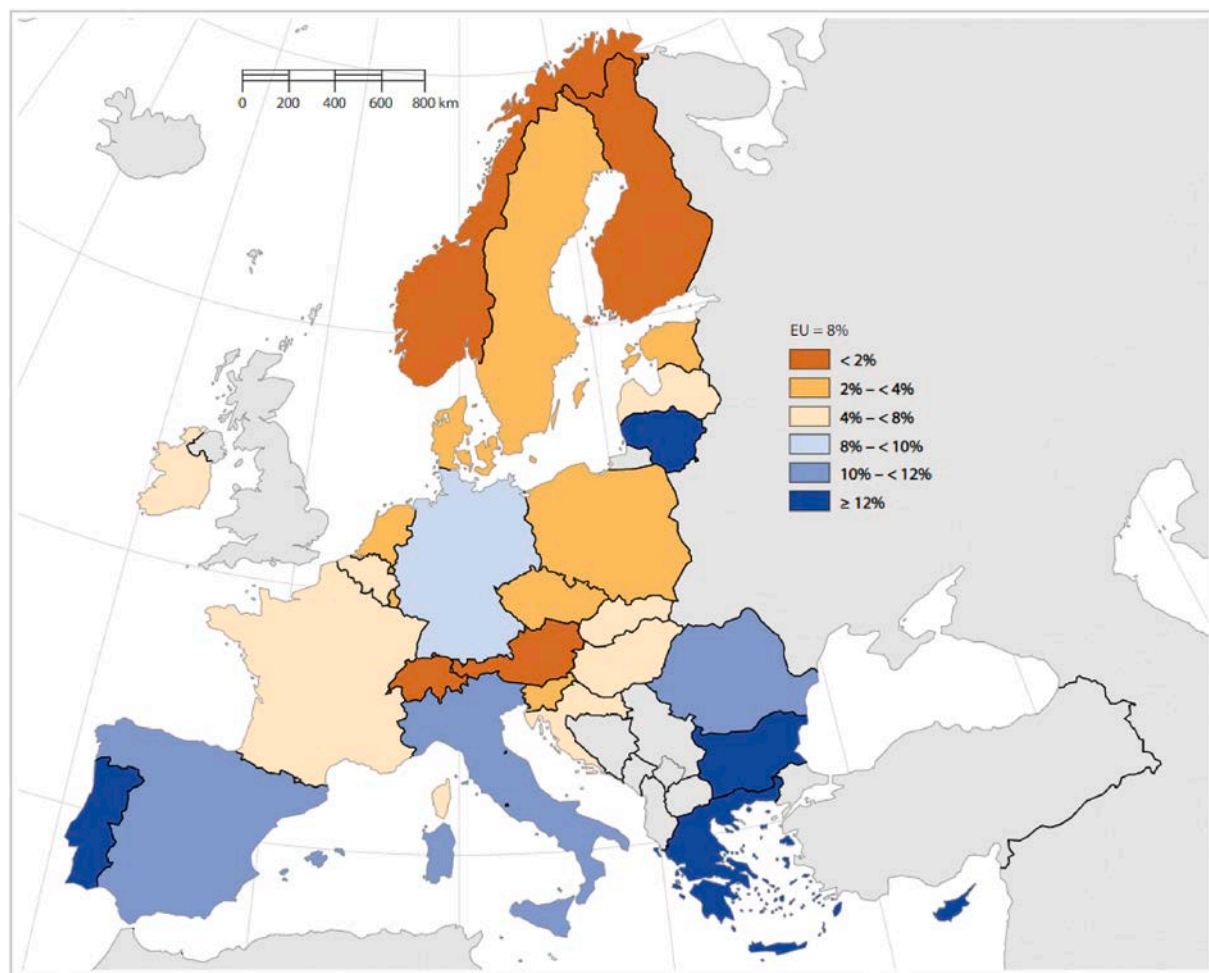 0 200 400 600 800 km
EU = 8%
< 2%
2% – < 4%
4% – < 8%
8% – < 10%
10% – < 12%
≥ 12%